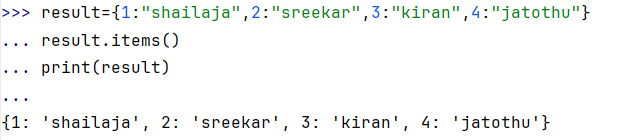 >>> result={1:"shailaja",2:"sreekar",3:"kiran",4:"jatothu"}
... result.items()
... print(result)
...
{1: 'shailaja', 2: 'sreekar', 3: 'kiran', 4: 'jatothu'}